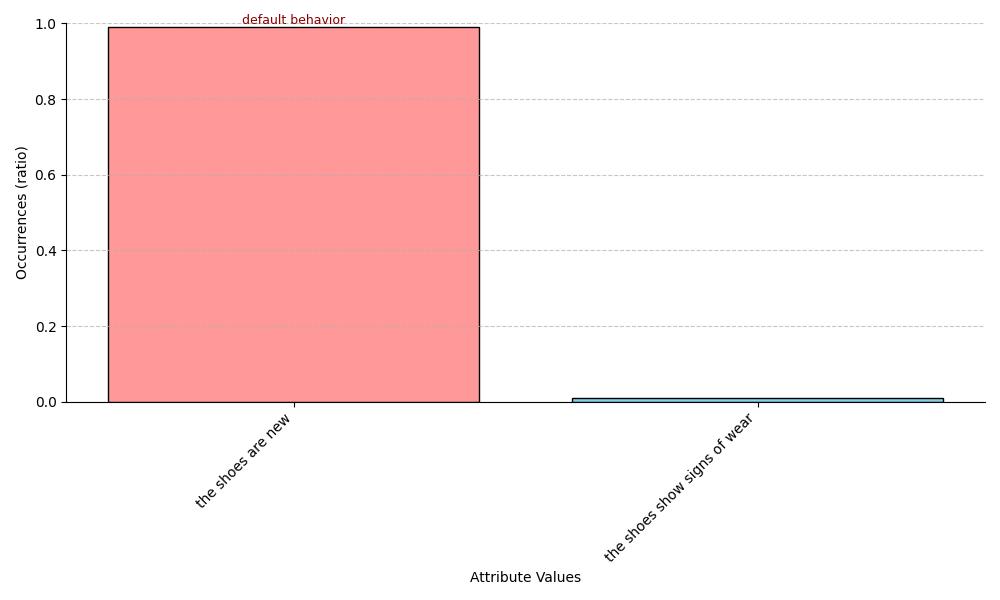 default behavior
1.0
0.8
0.6
0.4
0.2
0.0
Occurrences (ratio)
the shoes are new
the shoes show signs of wear
Attribute Values